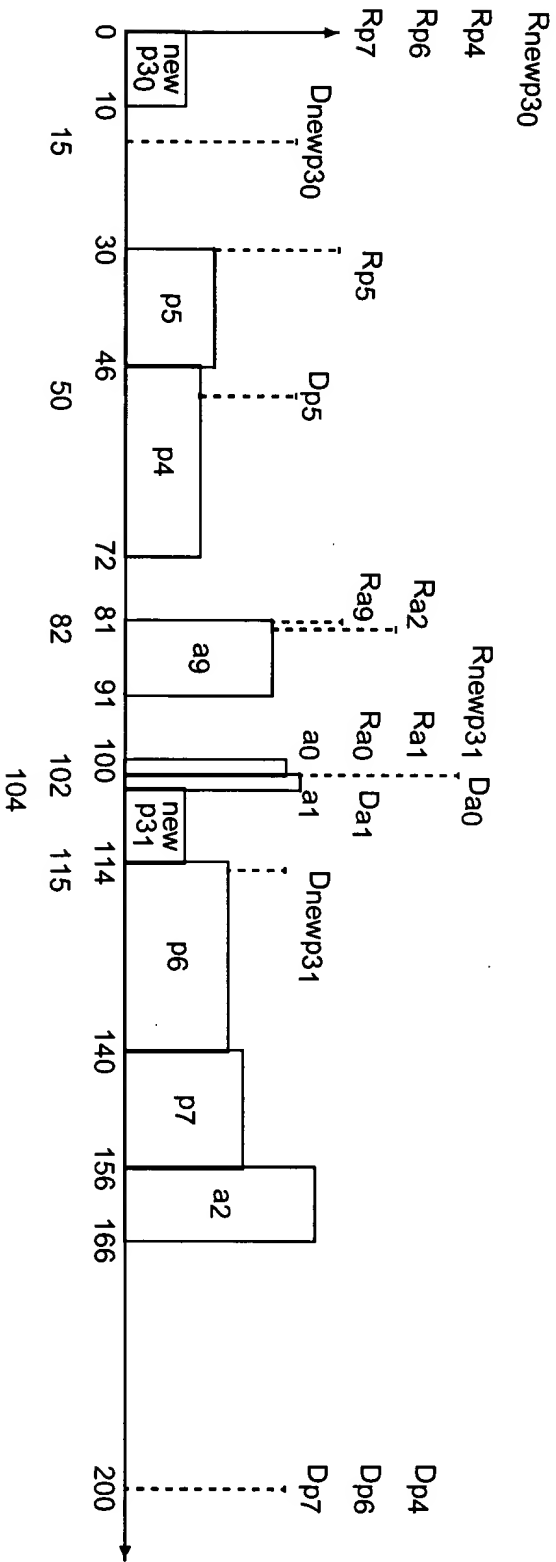 Rnewp30
Rp4
Rp6
Rp7
Dnewp30
Rp5
Dp5
Ra2
Ra9
Rnewp31
Ra1
Ra0
a0
Da0
Da1
a1
Dnewp31
Dp4
Dp6
Dp7
new
p30
p5
p4
a9
new
p31
p6
p7
a2
0 10 30 46 72 81 91 100 114 140 156 166 200
15 50 82 102 115
104